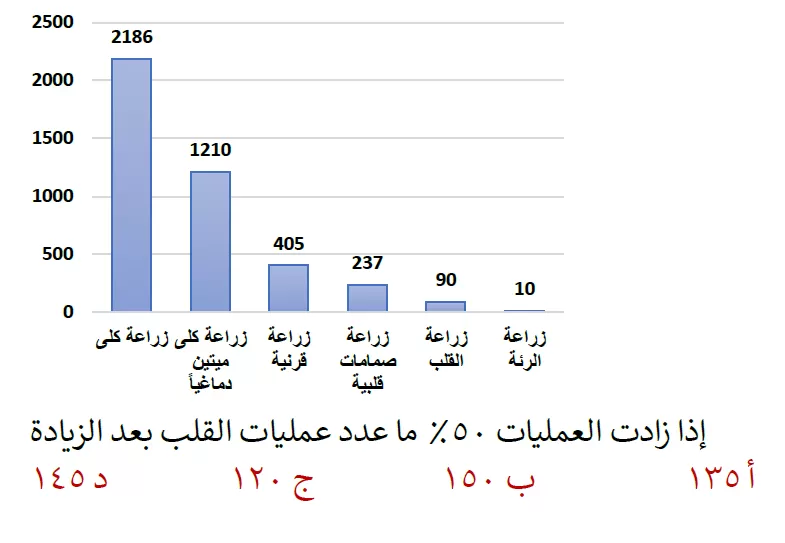 2500
2186
2000
1500
1210
1000
500
405
237
90
10
0
زراعة كلى
زراعة كلى ميتين دماغياً
زراعة قرنية
زراعة صمامات قلبية
زراعة القلب
زراعة الرئة
إذا زادت العمليات ٥٠٪ ما عدد عمليات القلب بعد الزيادة
أ ١٣٥ ب ١٥٠ ج ١٢٠ د ١٤٥